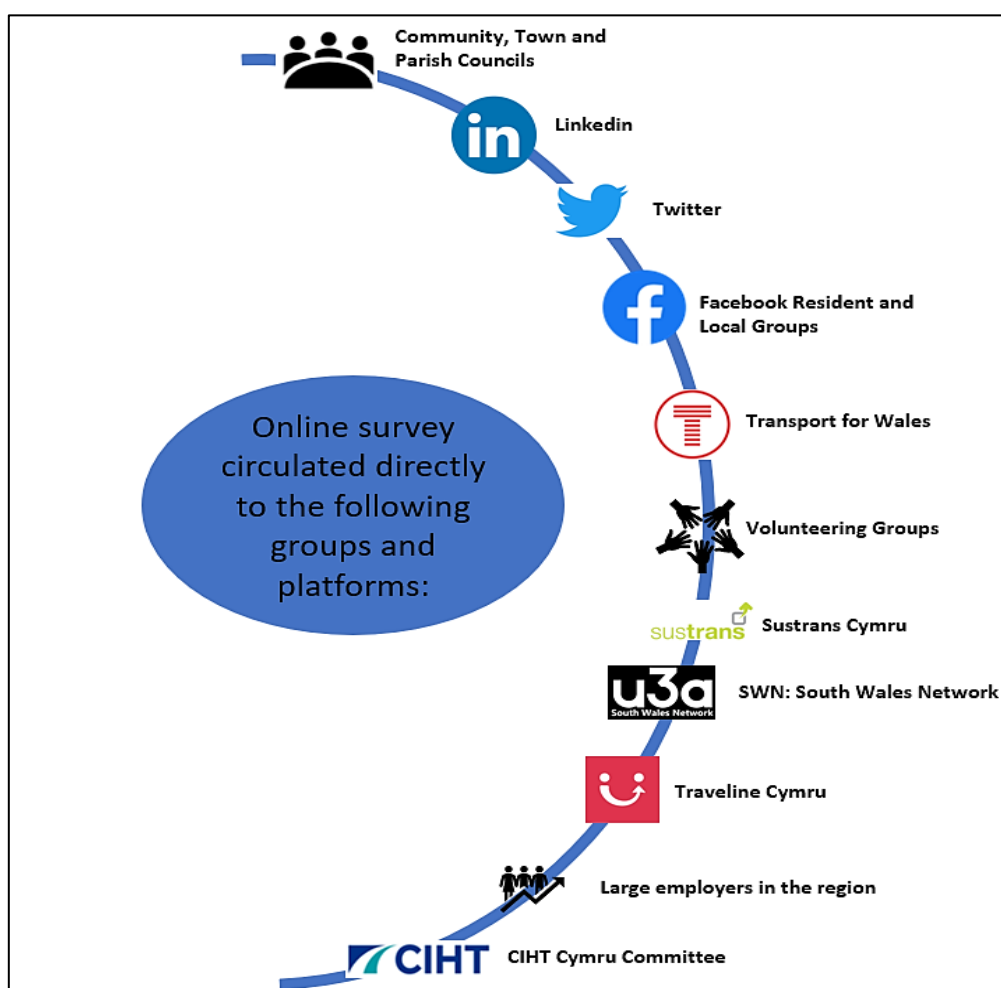 Community, Town and
Parish Councils
in
Linkedin
Twitter
f
Facebook Resident and
Local Groups
T
Transport for Wales
Online survey
circulated directly
to the following
groups and
platforms:
Volunteering Groups
sustrans
Sustrans Cymru
u3a
South Wales Network
SWN: South Wales Network
Traveline Cymru
Large employers in the region
CIHT
CIHT Cymru Committee